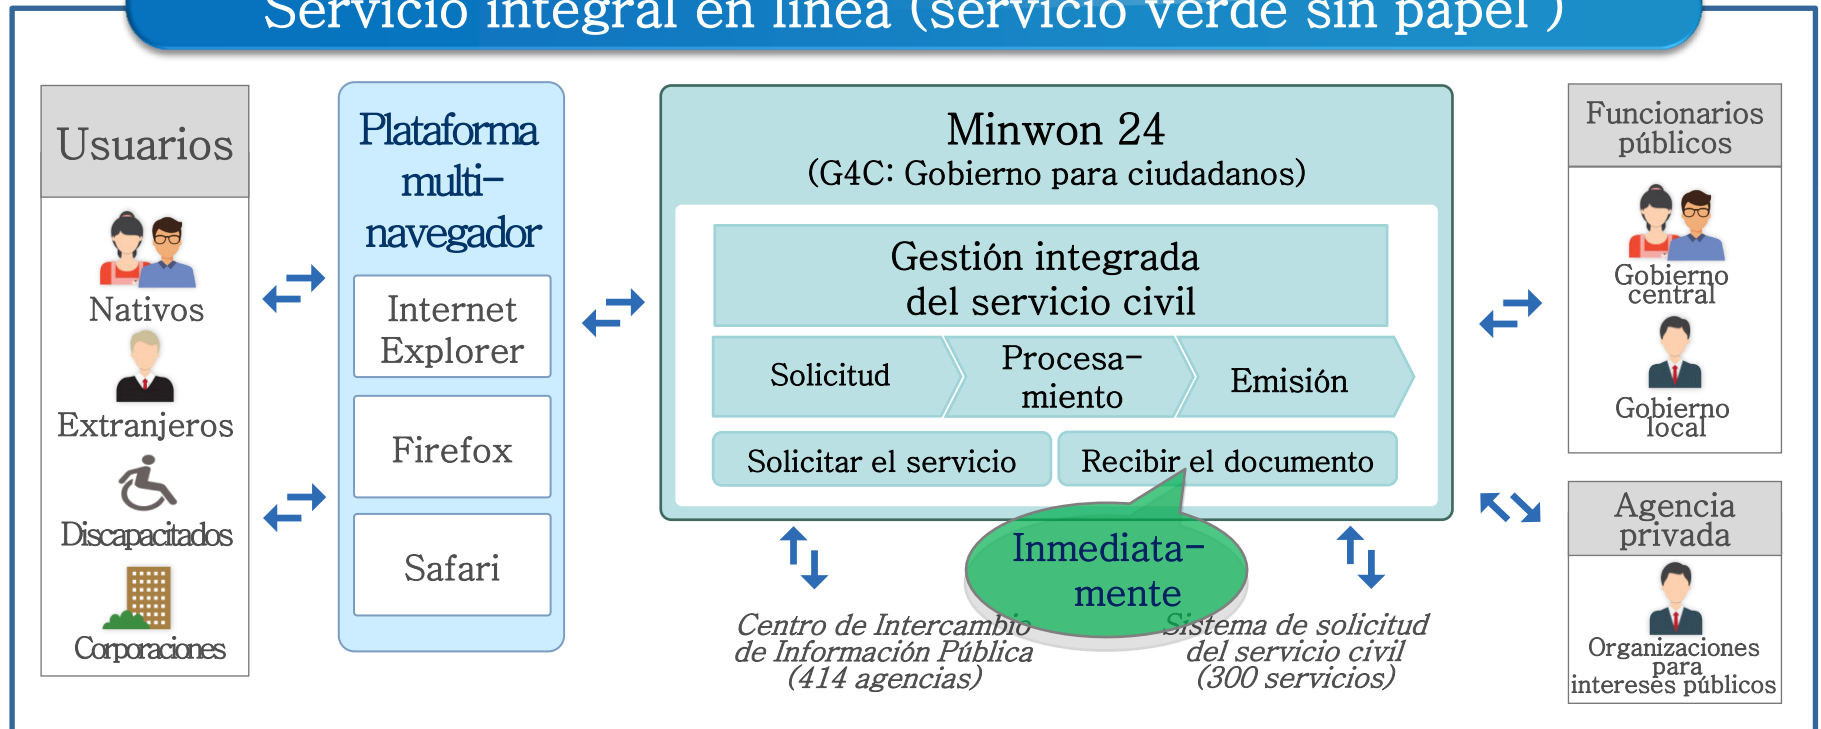 Servicio integral en línea (servicio verde sin papel )
Usuarios
Nativos
Extranjeros
Discapacitados
Corporaciones
Plataforma
multi-
navegador
Internet
Explorer
Firefox
Safari
Minwon 24
(G4C: Gobierno para ciudadanos)
Gestión integrada
del servicio civil
Solicitud
Procesa-
miento
Emisión
Solicitar el servicio
Recibir el documento
Inmediata-
mente
Centro de Intercambio
de Información Pública
(414 agencias)
Sistema de solicitud
del servicio civil
(300 servicios)
Funcionarios
públicos
Gobierno
central
Gobierno
local
Agencia
privada
Organizaciones
para
intereses públicos